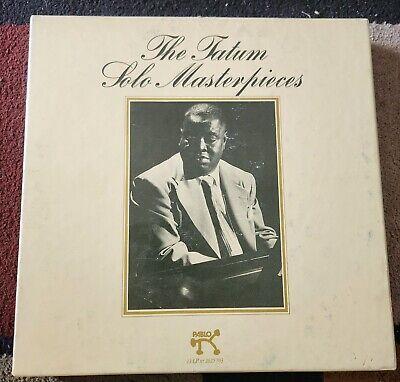 The Tatum
Solo Masterpieces
PABLO